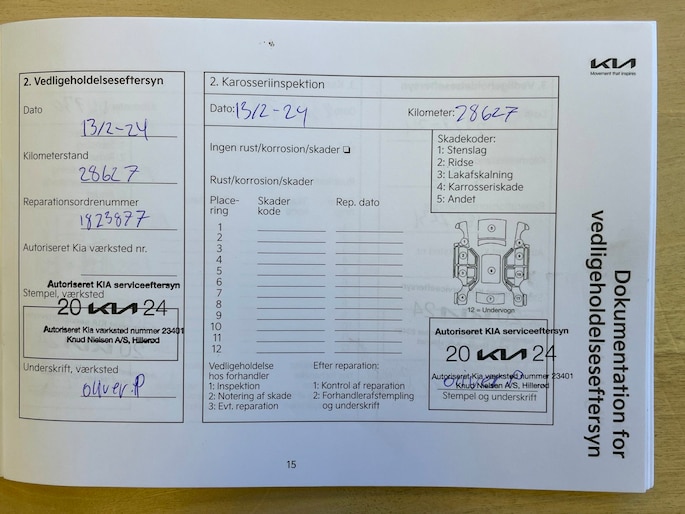 KIA
Movement that inspires
Dokumentation for
vedligeholdelseseftersyn
2. Vedligeholdelseseftersyn
Dato
13/2-24
Kilometerstand
28627
Reparationsordrenummer
1823877
Autoriseret Kia værksted nr.
Autoriseret KIA serviceeftersyn
Stempel, værksted
20 KIA 24
Autoriseret Kia værksted nummer 23401
Knud Nielsen A/S, Hillerød
Underskrift, værksted
Oliver.P
2. Karosseriinspektion
Dato: 13/2-24
Kilometer: 28627
Ingen rust/korrosion/skader
Skadekoder:
1: Stenslag
2: Ridse
3: Lakafskalning
4: Karrosseriskade
5: Andet
Rust/korrosion/skader
Place-
ring
Skader
kode
Rep. dato
1
2
3
4
5
6
7
8
9
10
11
12
12 = Undervogn
Vedligeholdelse
hos forhandler
1: Inspektion
2: Notering af skade
3: Evt. reparation
Efter reparation:
1: Kontrol af reparation
2: Forhandlerafstempling
og underskrift
Autoriseret KIA serviceeftersyn
20 KIA 24
Autoriseret Kia værksted nummer 23401
Knud Nielsen A/S, Hillerød
Stempel og underskrift
15